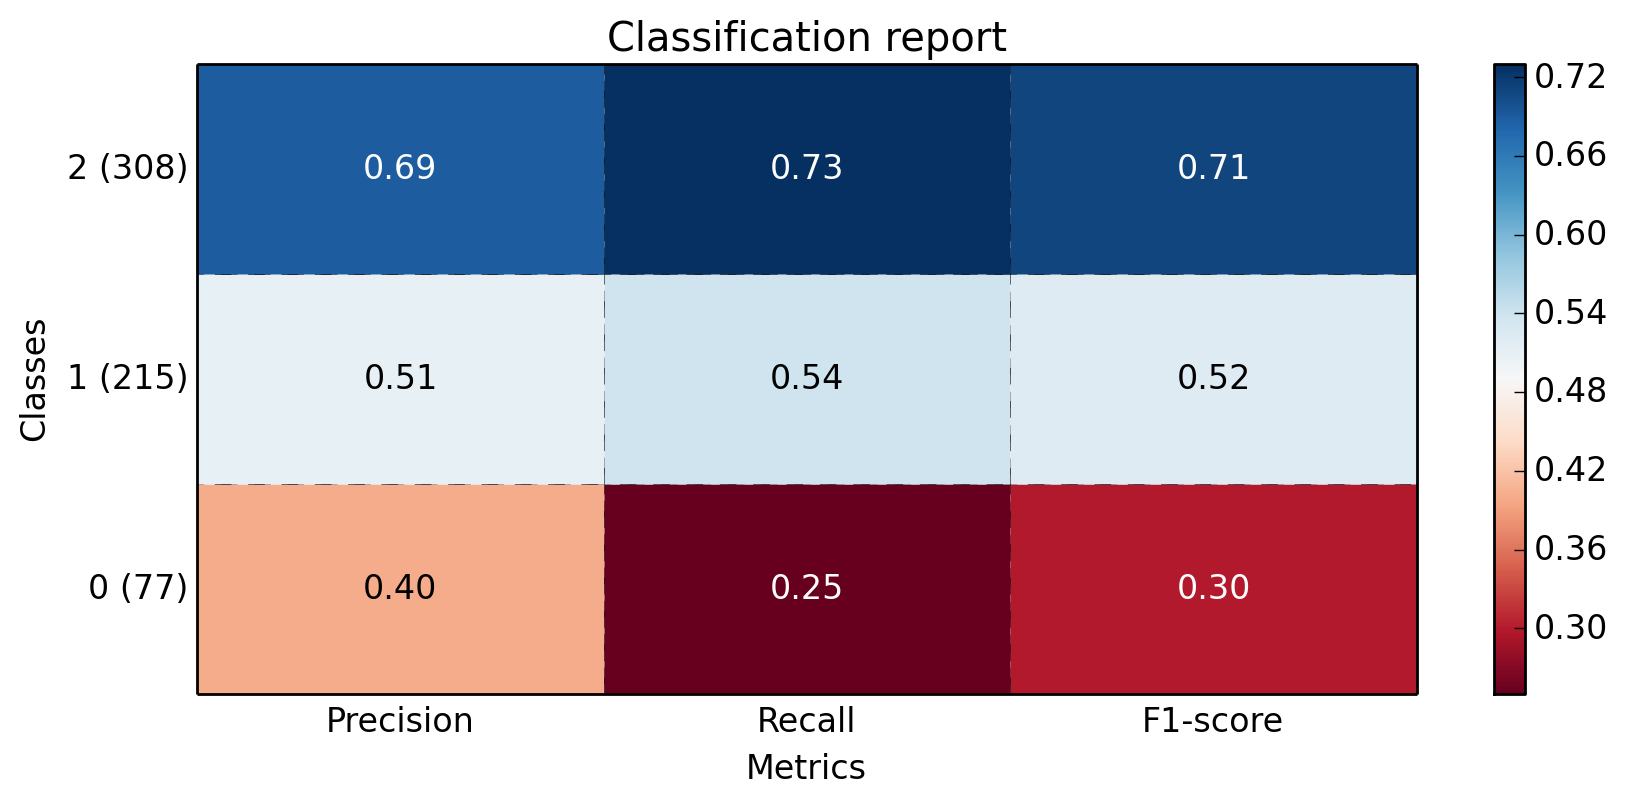 Classification report
2 (308) 0.69 0.73 0.71
1 (215) 0.51 0.54 0.52
0 (77) 0.40 0.25 0.30
Precision Recall F1-score
Metrics
Classes
0.72
0.66
0.60
0.54
0.48
0.42
0.36
0.30